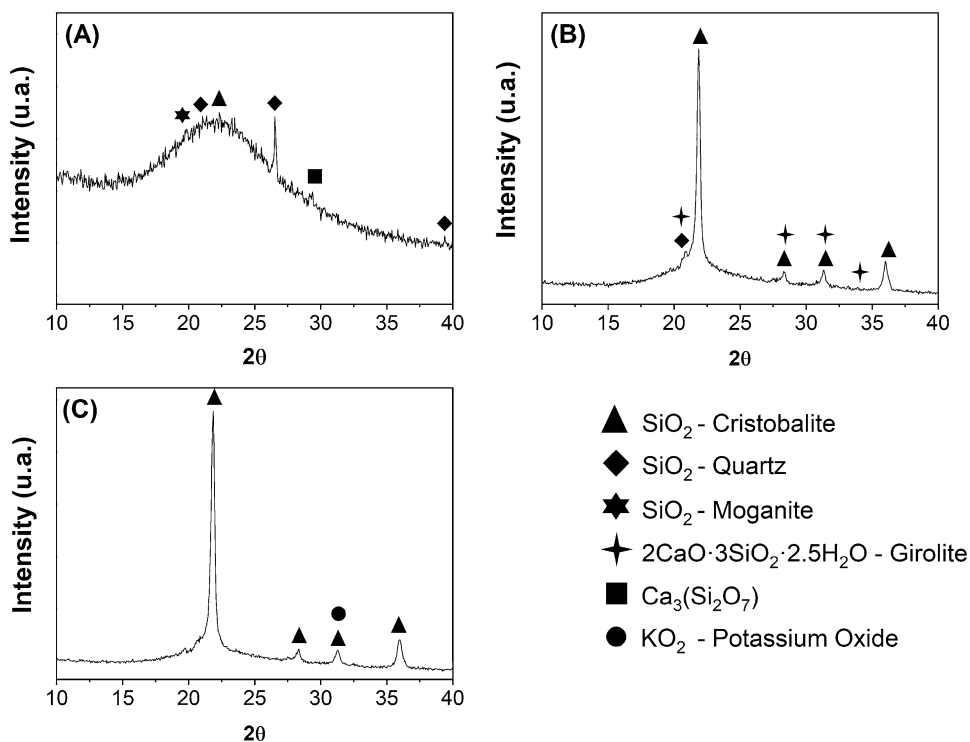 (A)
Intensity (u.a.)
10 15 20 25 30 35 40
2θ
(B)
Intensity (u.a.)
10 15 20 25 30 35 40
2θ
(C)
Intensity (u.a.)
10 15 20 25 30 35 40
2θ
SiO₂ - Cristobalite
SiO₂ - Quartz
SiO₂ - Moganite
2CaO·3SiO₂·2.5H₂O - Girolite
Ca₃(Si₂O₇)
KO₂ - Potassium Oxide